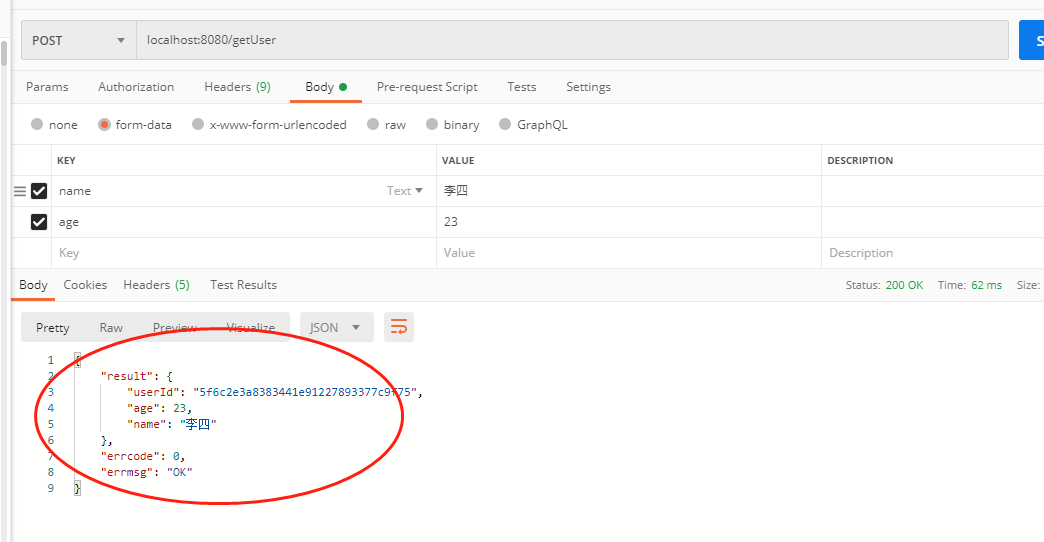 POST localhost:8080/getUser S
Params Authorization Headers (9) Body Pre-request Script Tests Settings
none form-data x-www-form-urlencoded raw binary GraphQL
KEY VALUE DESCRIPTION
name Text 李四
age 23
Key Value Description
Body Cookies Headers (5) Test Results Status: 200 OK Time: 62 ms Size:
Pretty Raw Preview Visualize JSON
1 {
2 "result": {
3 "userId": "5f6c2e3a8383441e91227893377c9f75",
4 "age": 23,
5 "name": "李四"
6 },
7 "errcode": 0,
8 "errmsg": "OK"
9 }